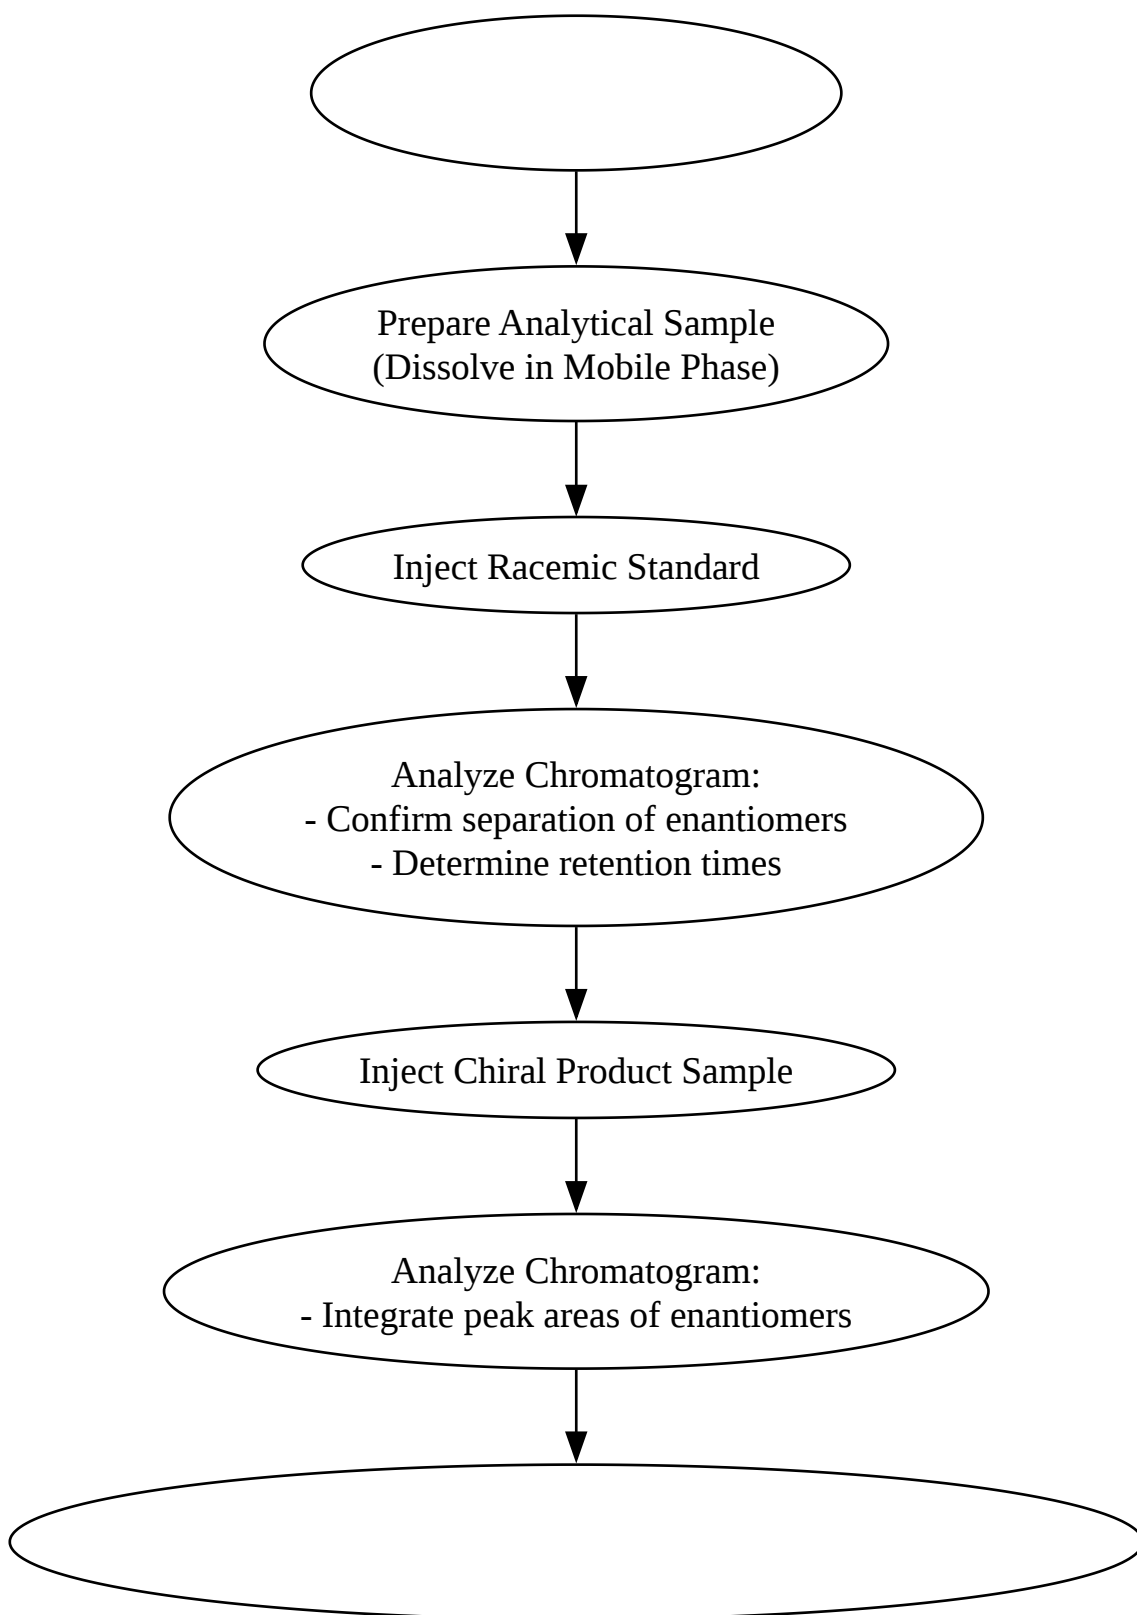 Prepare Analytical Sample
(Dissolve in Mobile Phase)
Inject Racemic Standard
Analyze Chromatogram:
- Confirm separation of enantiomers
- Determine retention times
Inject Chiral Product Sample
Analyze Chromatogram:
- Integrate peak areas of enantiomers